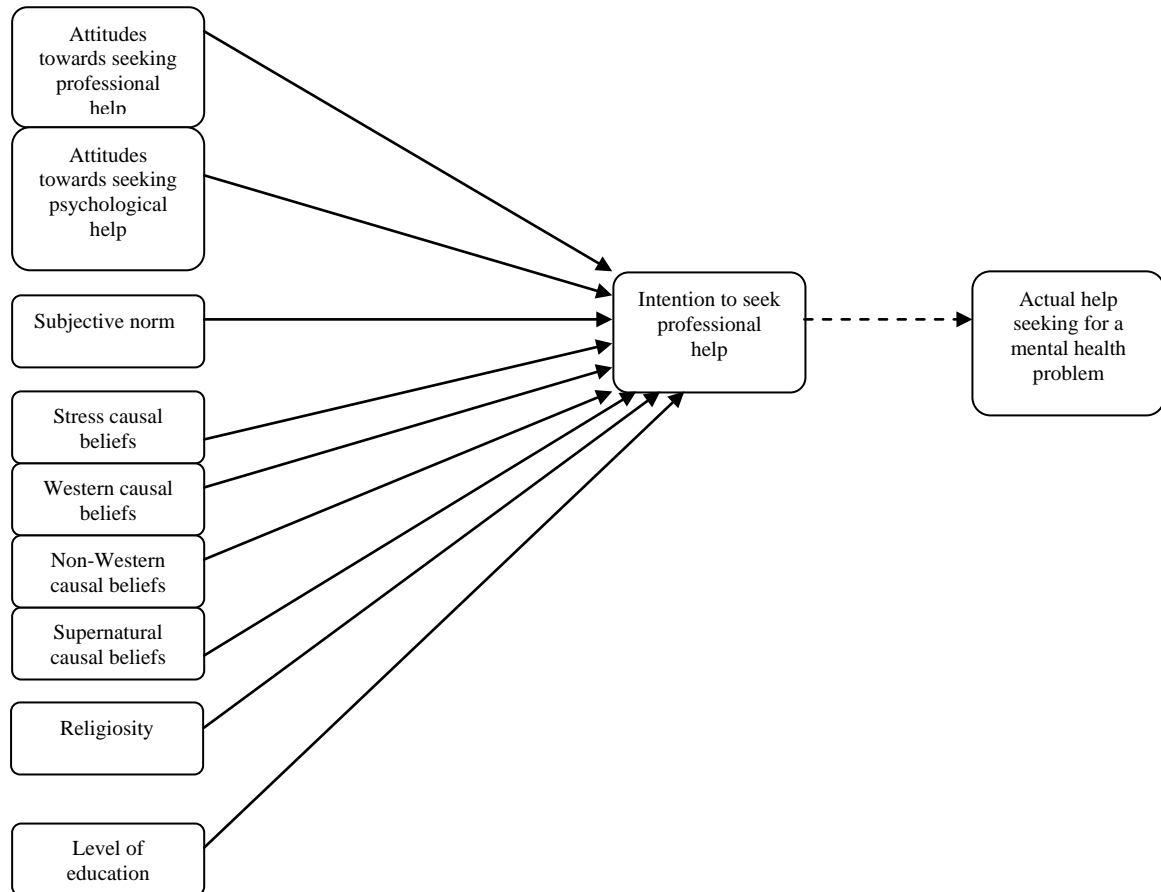 Attitudes
towards seeking
professional
help
Attitudes
towards seeking
psychological
help
Subjective norm
Stress causal
beliefs
Western causal
beliefs
Non-Western
causal beliefs
Supernatural
causal beliefs
Religiosity
Level of
education
Intention to seek
professional
help
Actual help
seeking for a
mental health
problem